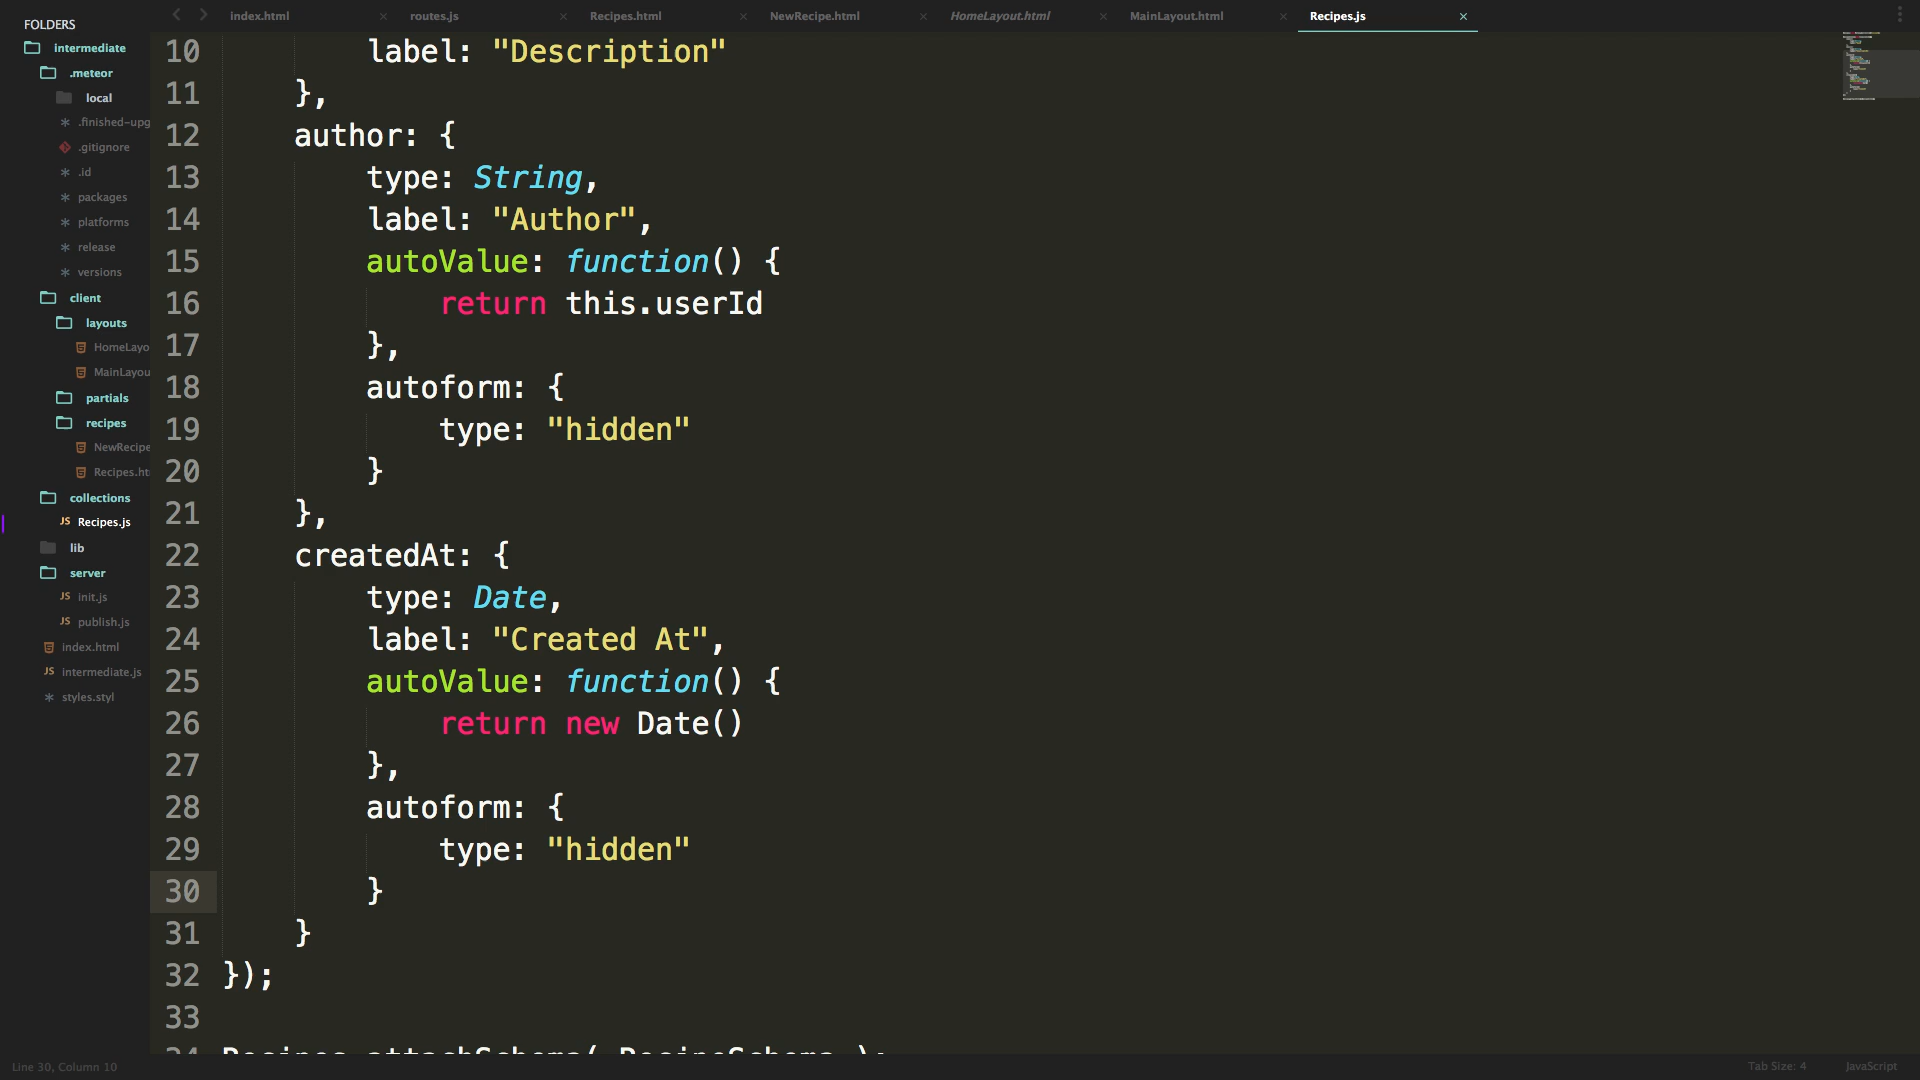 FOLDERS
intermediate
.meteor
local
.finished-upg
.gitignore
.id
packages
platforms
release
versions
client
layouts
HomeLayo
MainLayou
partials
recipes
NewRecipe
Recipes.ht
collections
Recipes.js
lib
server
init.js
publish.js
index.html
intermediate.js
styles.styl
index.html
routes.js
Recipes.html
NewRecipe.html
HomeLayout.html
MainLayout.html
Recipes.js
10 label: "Description"
11 },
12 author: {
13 type: String,
14 label: "Author",
15 autoValue: function() {
16 return this.userId
17 },
18 autoform: {
19 type: "hidden"
20 }
21 },
22 createdAt: {
23 type: Date,
24 label: "Created At",
25 autoValue: function() {
26 return new Date()
27 },
28 autoform: {
29 type: "hidden"
30 }
31 }
32 });
33
34 Recipes.attachSchema( RecipeSchema );
Line 30, Column 10
Tab Size: 4
JavaScript